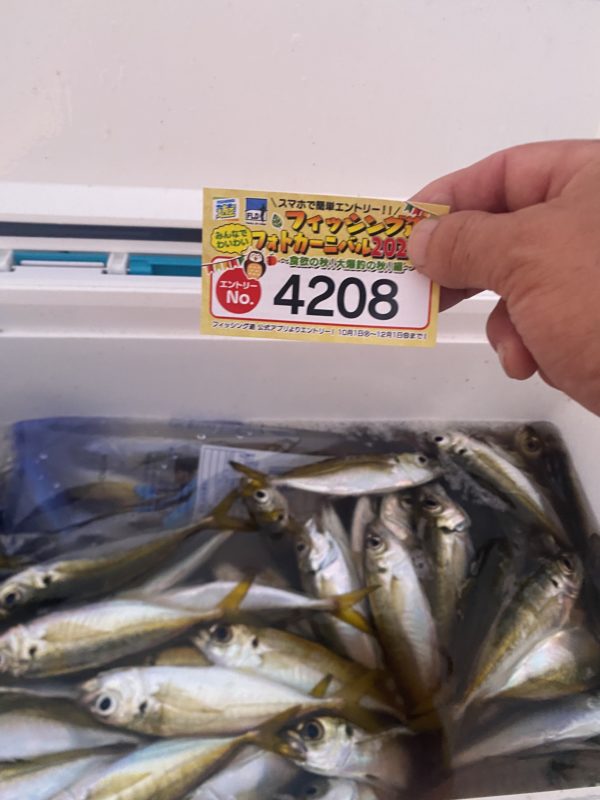 スマホで簡単エントリー!!
フィッシング
みんなで
わいわい
フォトカーニバル202
～食欲の秋!大爆釣の秋!編～
エントリー
No.
4208
フィッシング遊 公式アプリよりエントリー! 10月1日～12月1日まで!